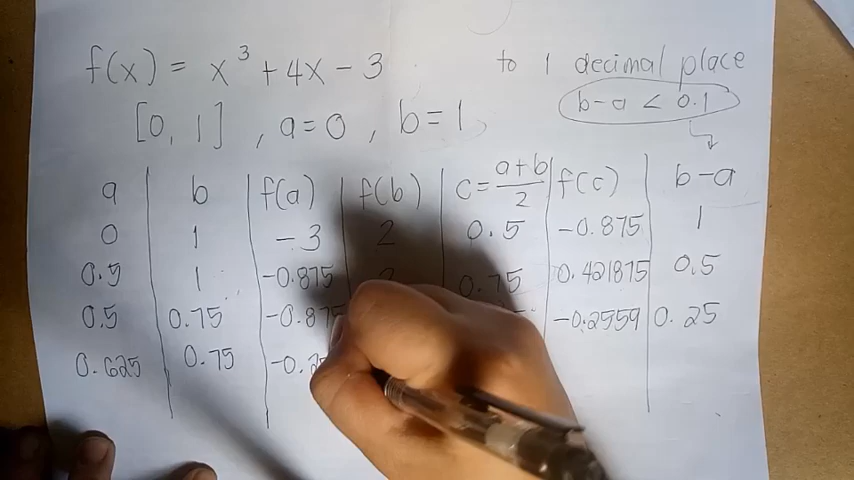 f(x) = x³ + 4x - 3 to 1 decimal place
[0, 1] , a=0 , b=1 b-a < 0.1
a b f(a) f(b) c = a+b/2 f(c) b-a
0 1 -3 2 0.5 -0.875 1
0.5 1 -0.875 0.75 0.421875 0.5
0.5 0.75 -0.875 -0.2559 0.25
0.625 0.75